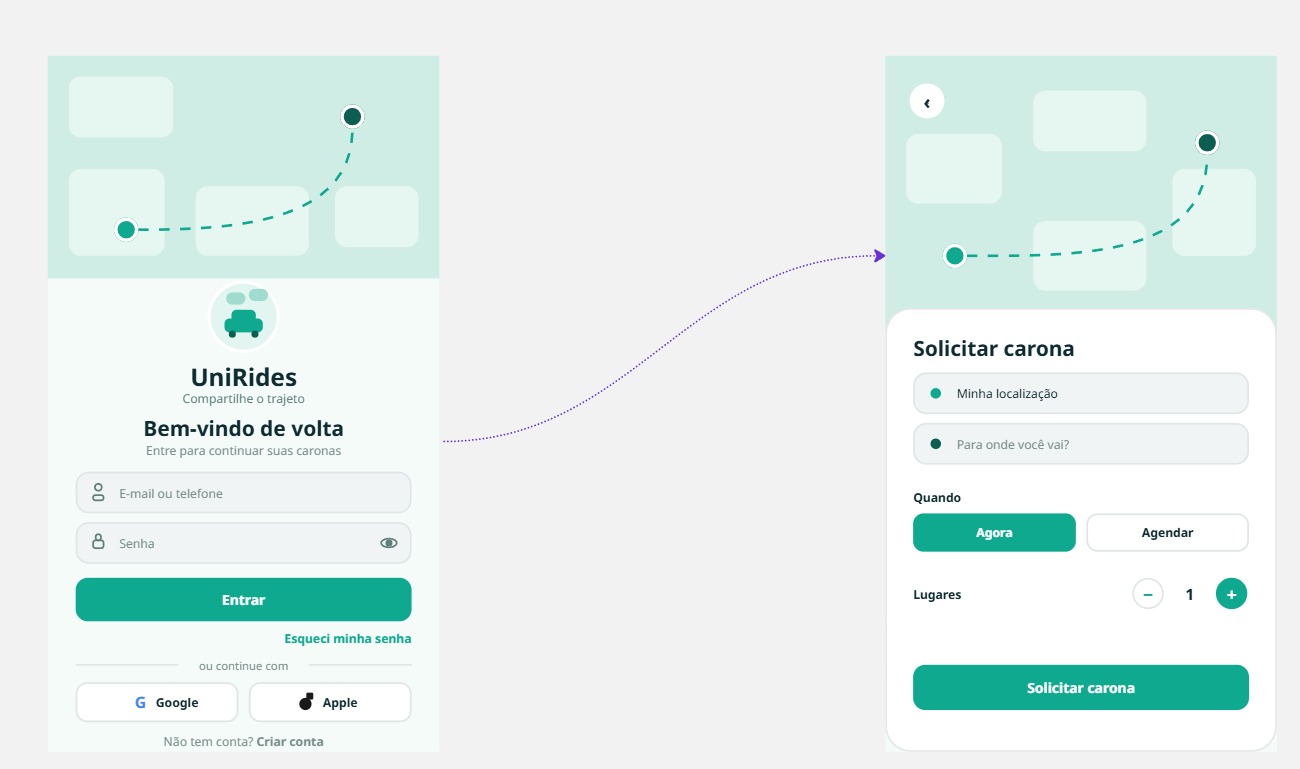 UniRides
Compartilhe o trajeto
Bem-vindo de volta
Entre para continuar suas caronas
E-mail ou telefone
Senha
Entrar
Esqueci minha senha
ou continue com
G Google
Apple
Não tem conta? Criar conta
‹
Solicitar carona
Minha localização
Para onde você vai?
Quando
Agora
Agendar
Lugares
− 1 +
Solicitar carona